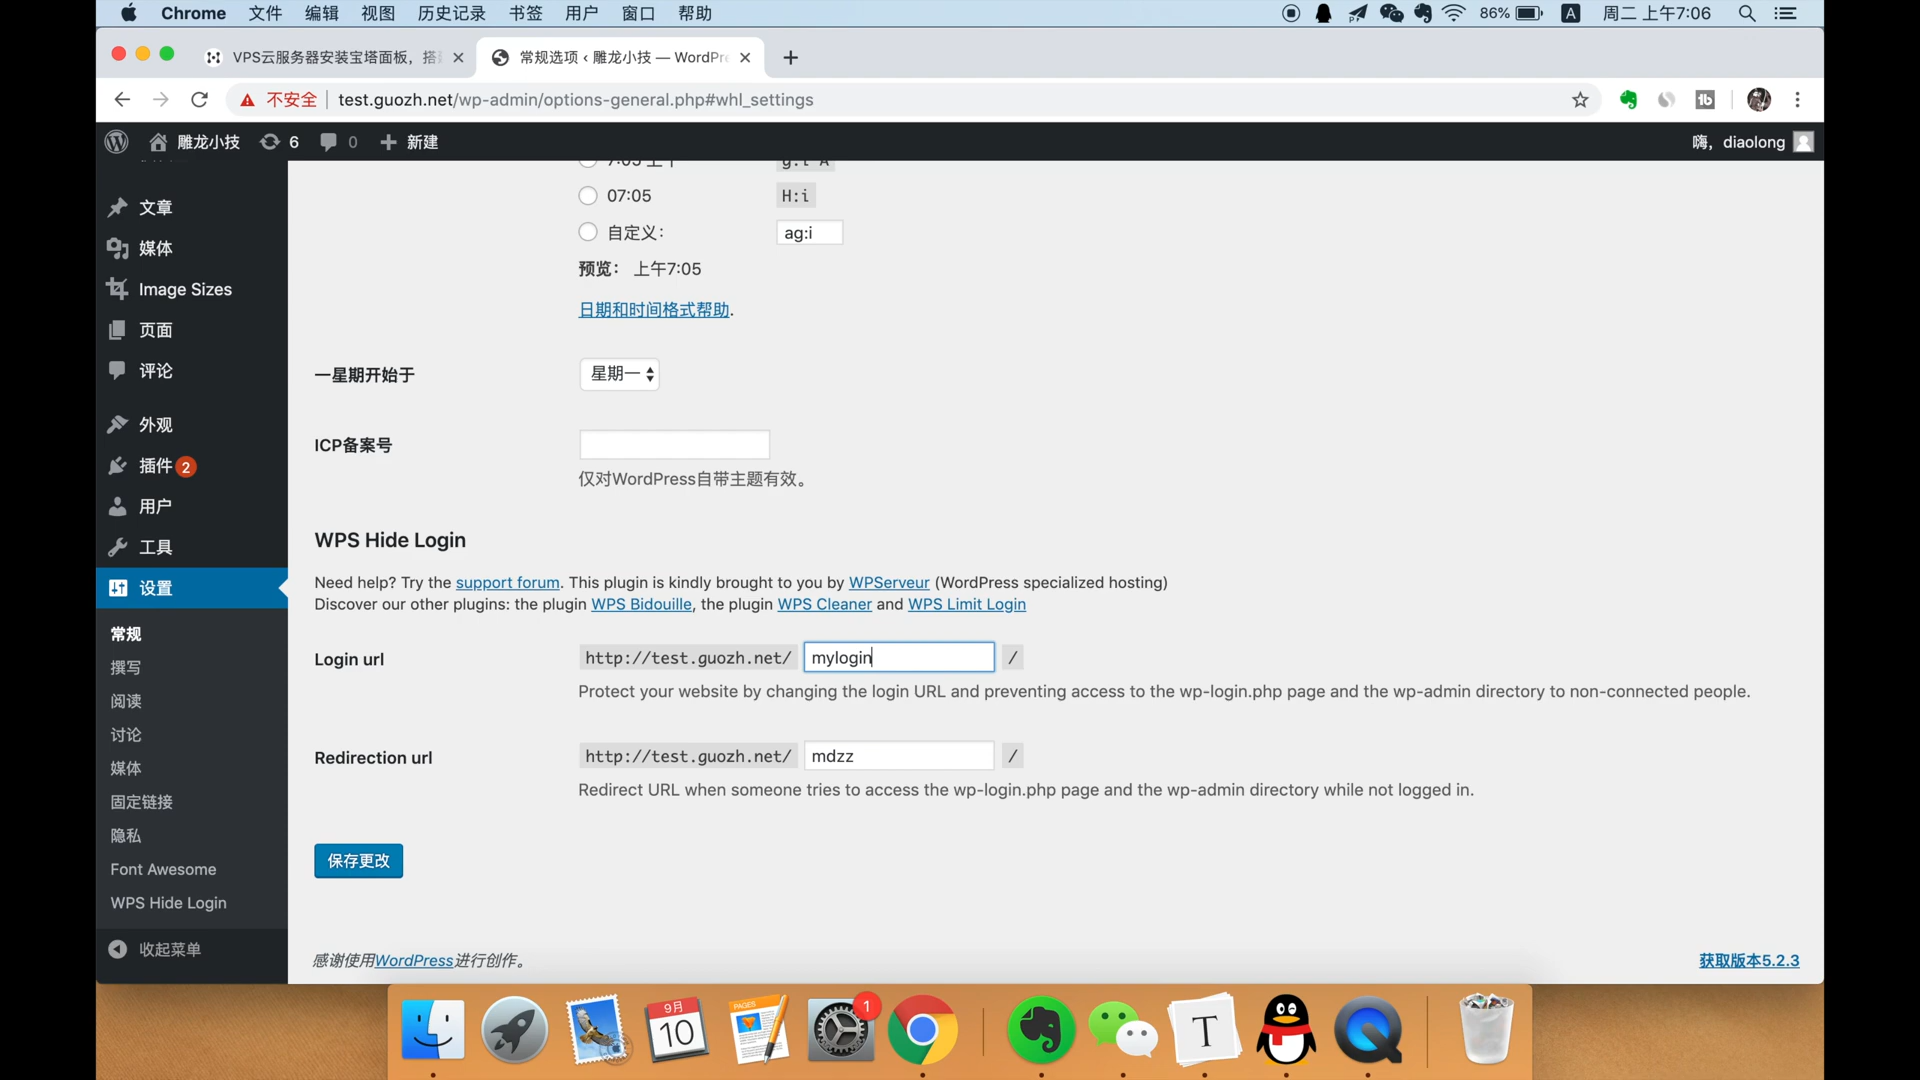 Chrome 文件 编辑 视图 历史记录 书签 用户 窗口 帮助 86% A 周二 上午7:06
VPS云服务器安装宝塔面板，搭 常规选项 ‹ 雕龙小技 — WordPre
不安全 test.guozh.net/wp-admin/options-general.php#whl_settings
雕龙小技 6 0 新建 嗨，diaolong
7:05 上午 g:i A
文章 07:05 H:i
自定义： ag:i
媒体
预览： 上午7:05
Image Sizes
日期和时间格式帮助.
页面
评论 一星期开始于 星期一
外观
ICP备案号
插件 2
仅对WordPress自带主题有效。
用户
工具 WPS Hide Login
设置 Need help? Try the support forum. This plugin is kindly brought to you by WPServeur (WordPress specialized hosting)
Discover our other plugins: the plugin WPS Bidouille, the plugin WPS Cleaner and WPS Limit Login
常规
撰写 Login url http://test.guozh.net/ mylogin /
阅读 Protect your website by changing the login URL and preventing access to the wp-login.php page and the wp-admin directory to non-connected people.
讨论
媒体 Redirection url http://test.guozh.net/ mdzz /
固定链接 Redirect URL when someone tries to access the wp-login.php page and the wp-admin directory while not logged in.
隐私
Font Awesome 保存更改
WPS Hide Login
收起菜单
感谢使用WordPress进行创作。 获取版本5.2.3
9月 PAGES 1
10 T